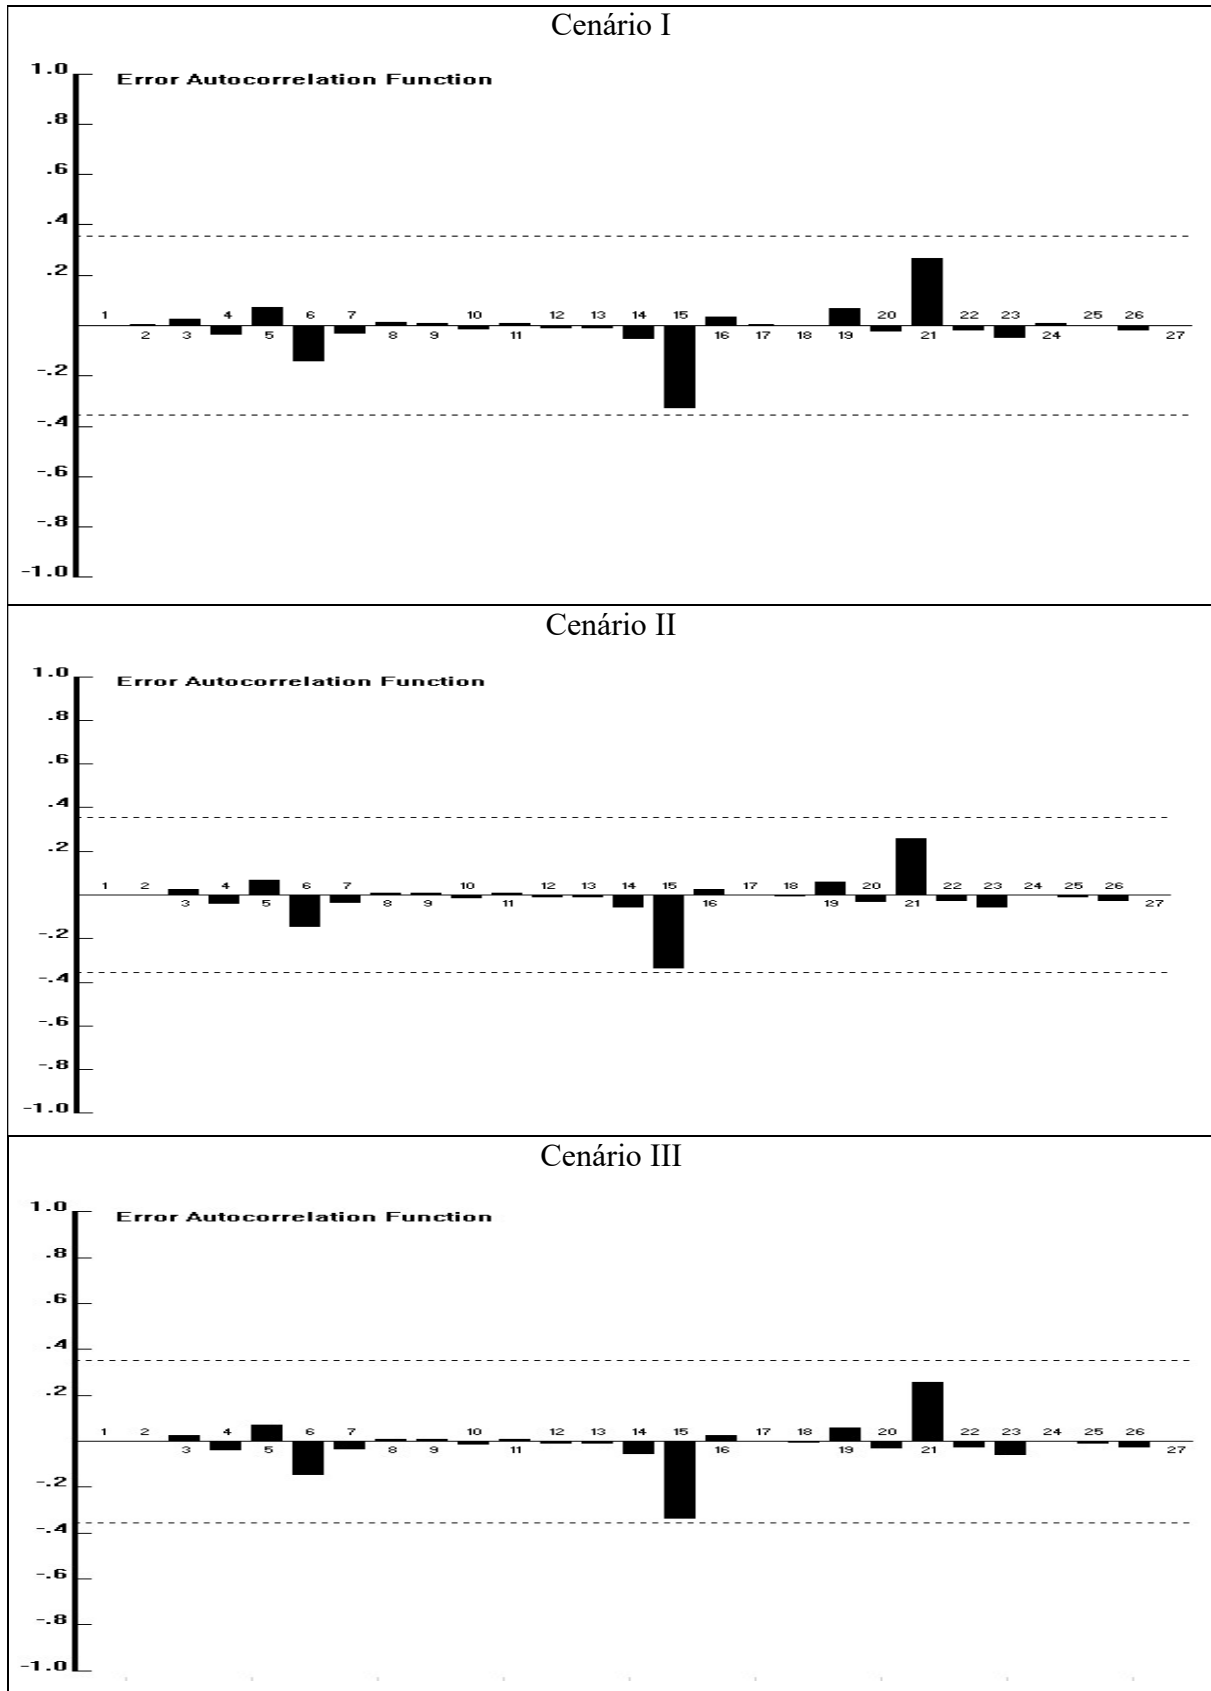 Cenário I
Error Autocorrelation Function
1.0
.8
.6
.4
.2
1 4 6 7 10 12 13 14 15 18 20 22 23 25 26
2 3 5 8 9 11 16 17 18 19 21 24 27
-.2
-.4
-.6
-.8
-1.0
Cenário II
Error Autocorrelation Function
1.0
.8
.6
.4
.2
1 2 4 6 7 10 12 13 14 15 17 18 20 22 23 24 25 26
3 5 8 9 11 16 19 21 27
-.2
-.4
-.6
-.8
-1.0
Cenário III
Error Autocorrelation Function
1.0
.8
.6
.4
.2
1 2 4 6 7 10 12 13 14 15 17 18 20 22 23 24 25 26
3 5 8 9 11 16 19 21 27
-.2
-.4
-.6
-.8
-1.0